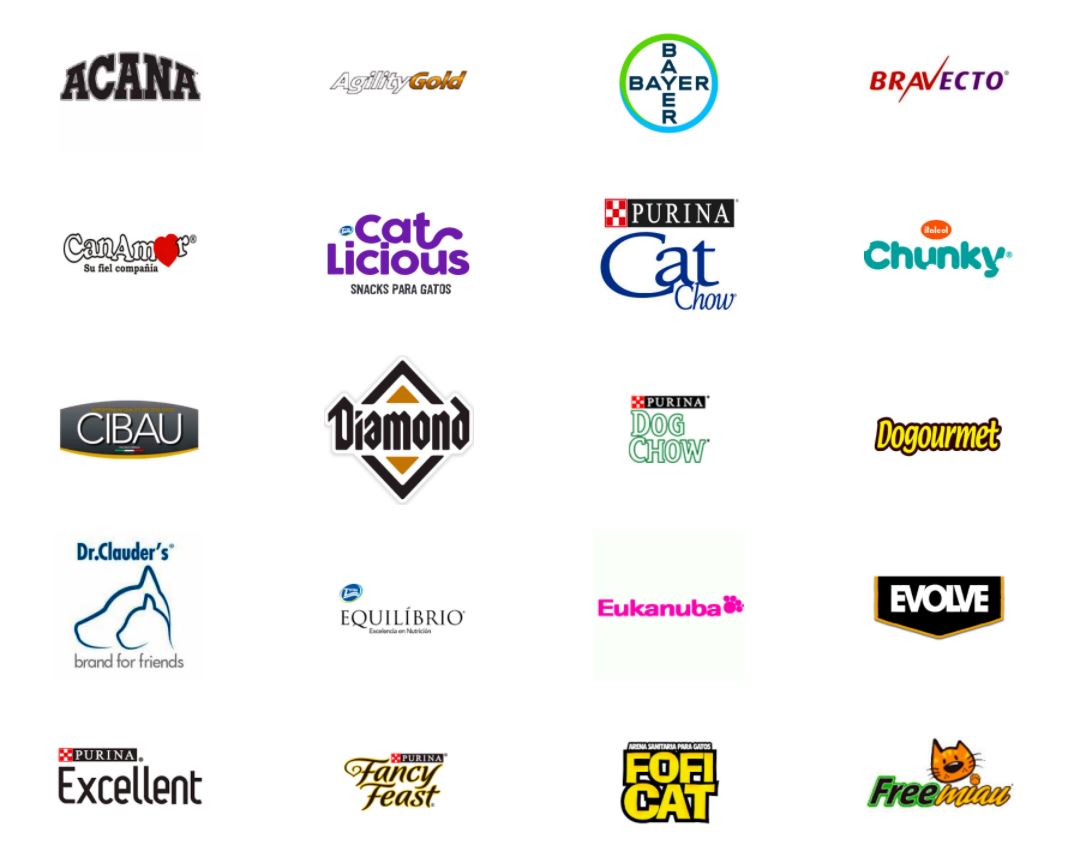 ACANA
AgilityGold
BAYER
BAYER
BRAVECTO®
CanAmor®
Su fiel compañía
Cat
Licious
SNACKS PARA GATOS
PURINA
Cat
Chow®
italcol
Chunky®
CIBAU
Diamond
PURINA
DOG
CHOW®
Dogourmet
Dr.Clauder's®
brand for friends
EQUILÍBRIO®
Excelencia en Nutrición
Eukanuba
EVOLVE
PURINA®
Excellent
PURINA
Fancy
Feast®
ARENA SANITARIA PARA GATOS
FOFI
CAT
Freemiau